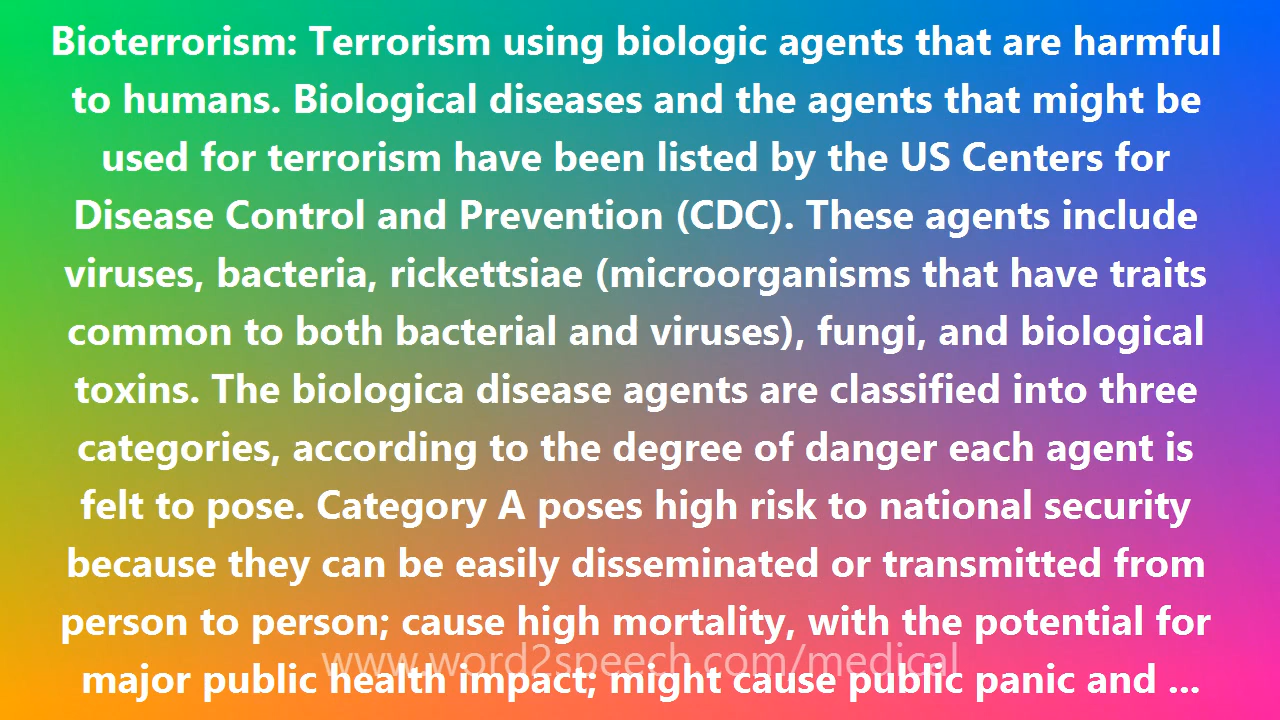 Bioterrorism: Terrorism using biologic agents that are harmful
to humans. Biological diseases and the agents that might be
used for terrorism have been listed by the US Centers for
Disease Control and Prevention (CDC). These agents include
viruses, bacteria, rickettsiae (microorganisms that have traits
common to both bacterial and viruses), fungi, and biological
toxins. The biologica disease agents are classified into three
categories, according to the degree of danger each agent is
felt to pose. Category A poses high risk to national security
because they can be easily disseminated or transmitted from
person to person; cause high mortality, with the potential for
www.word2speech.com/medical
major public health impact; might cause public panic and ...